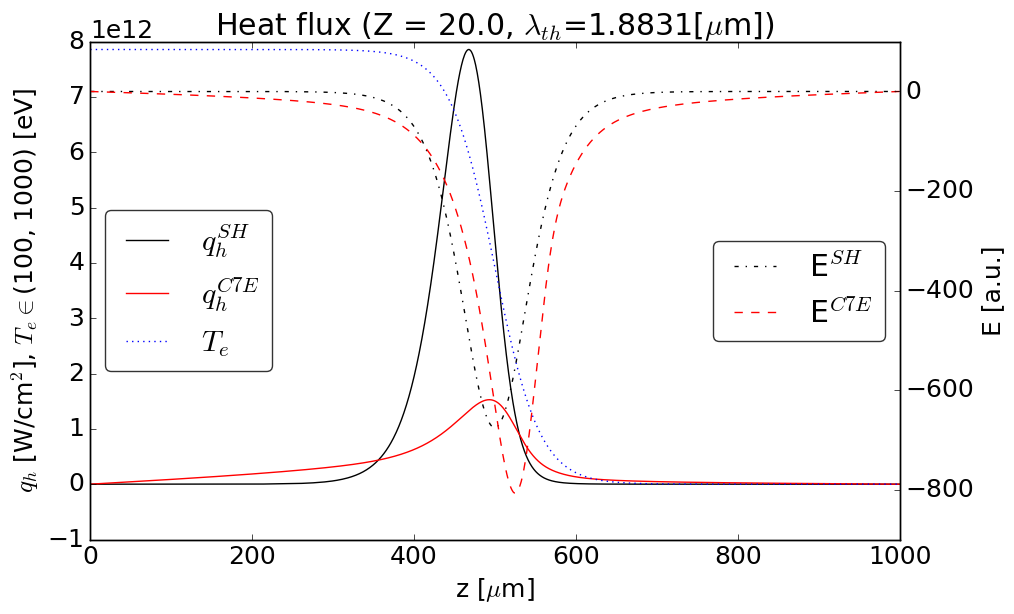 Heat flux (Z = 20.0, λ_th=1.8831[μm])
1e12
8
7
6
5
4
3
2
1
0
−1
q_h [W/cm²], T_e ∈ (100, 1000) [eV]
q_h^SH
q_h^C7E
T_e
E^SH
E^C7E
0
−200
−400
−600
−800
E [a.u.]
0 200 400 600 800 1000
z [μm]